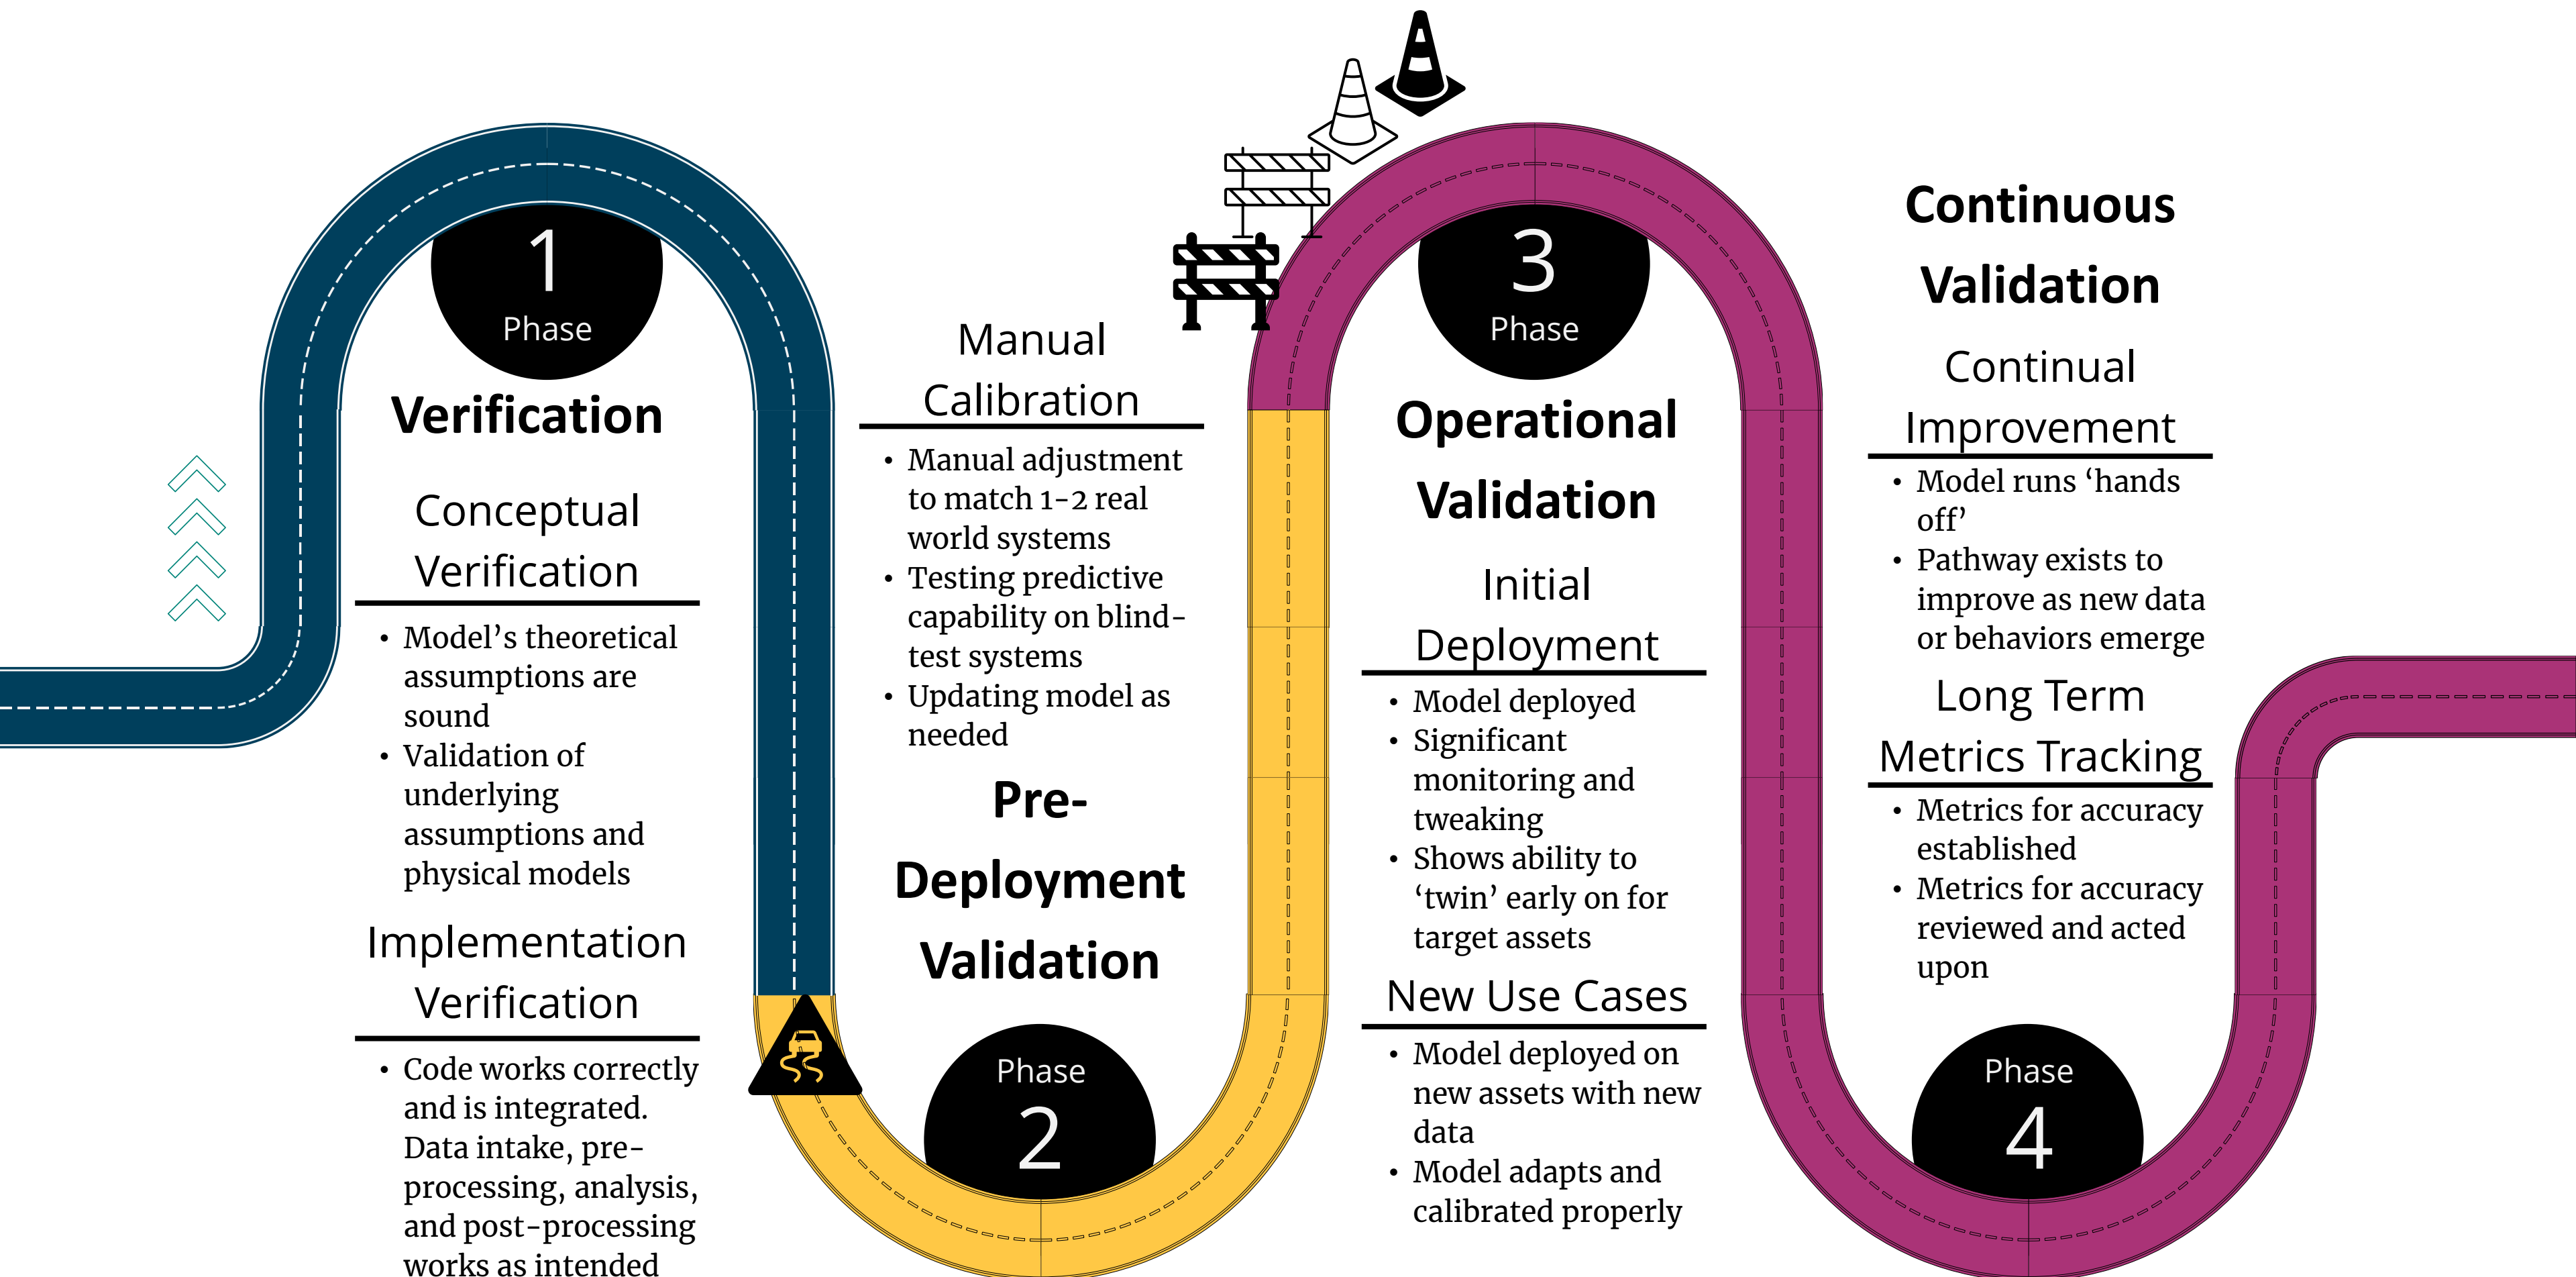 1
Phase
Verification
Conceptual
Verification
• Model’s theoretical
assumptions are
sound
• Validation of
underlying
assumptions and
physical models
Implementation
Verification
• Code works correctly
and is integrated.
Data intake, pre-
processing, analysis,
and post-processing
works as intended
Manual
Calibration
• Manual adjustment
to match 1-2 real
world systems
• Testing predictive
capability on blind-
test systems
• Updating model as
needed
Pre-
Deployment
Validation
Phase
2
3
Phase
Operational
Validation
Initial
Deployment
• Model deployed
• Significant
monitoring and
tweaking
• Shows ability to
‘twin’ early on for
target assets
New Use Cases
• Model deployed on
new assets with new
data
• Model adapts and
calibrated properly
Continuous
Validation
Continual
Improvement
• Model runs ‘hands
off’
• Pathway exists to
improve as new data
or behaviors emerge
Long Term
Metrics Tracking
• Metrics for accuracy
established
• Metrics for accuracy
reviewed and acted
upon
Phase
4